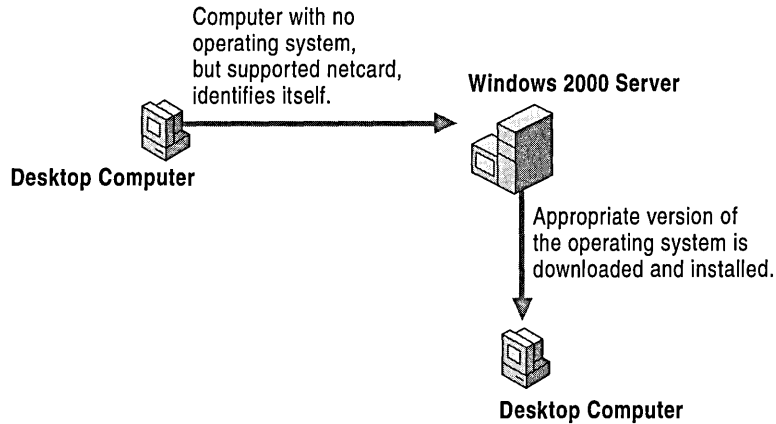 Computer with no
operating system,
but supported netcard,
identifies itself.
Windows 2000 Server
Desktop Computer
Appropriate version of
the operating system is
downloaded and installed.
Desktop Computer